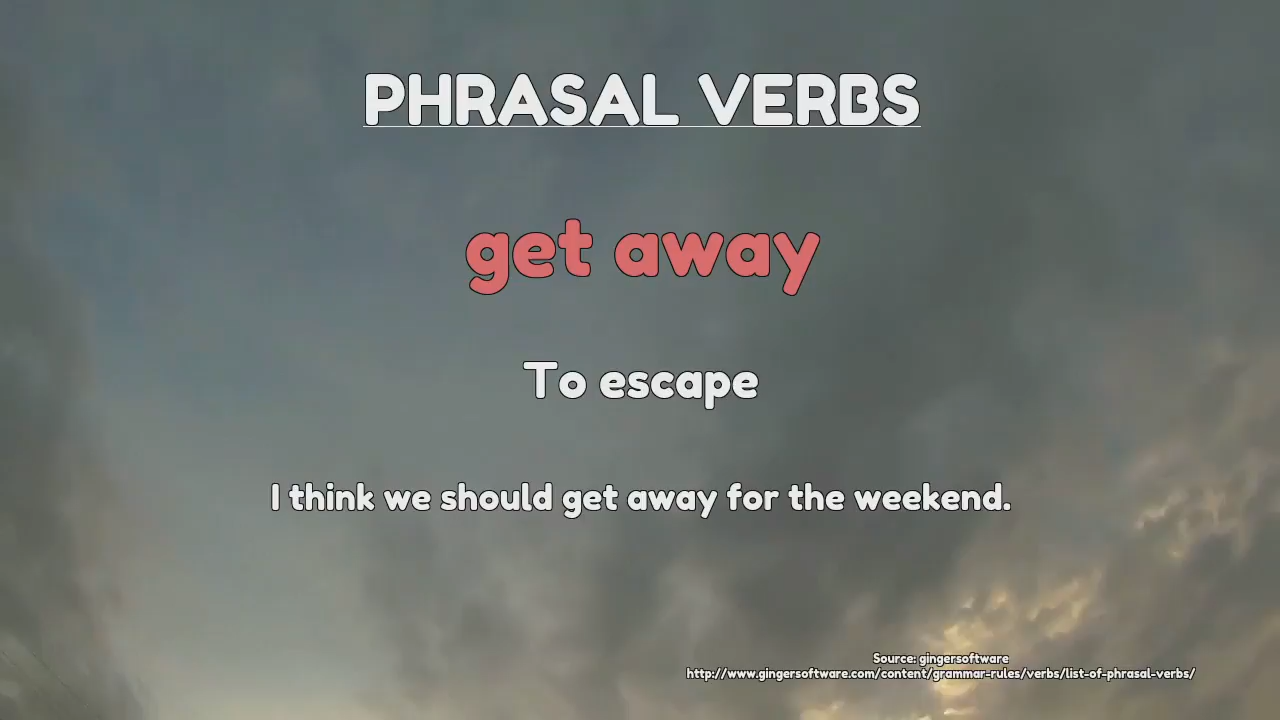 PHRASAL VERBS
get away
To escape
I think we should get away for the weekend.
Source: gingersoftware
http://www.gingersoftware.com/content/grammar-rules/verbs/list-of-phrasal-verbs/